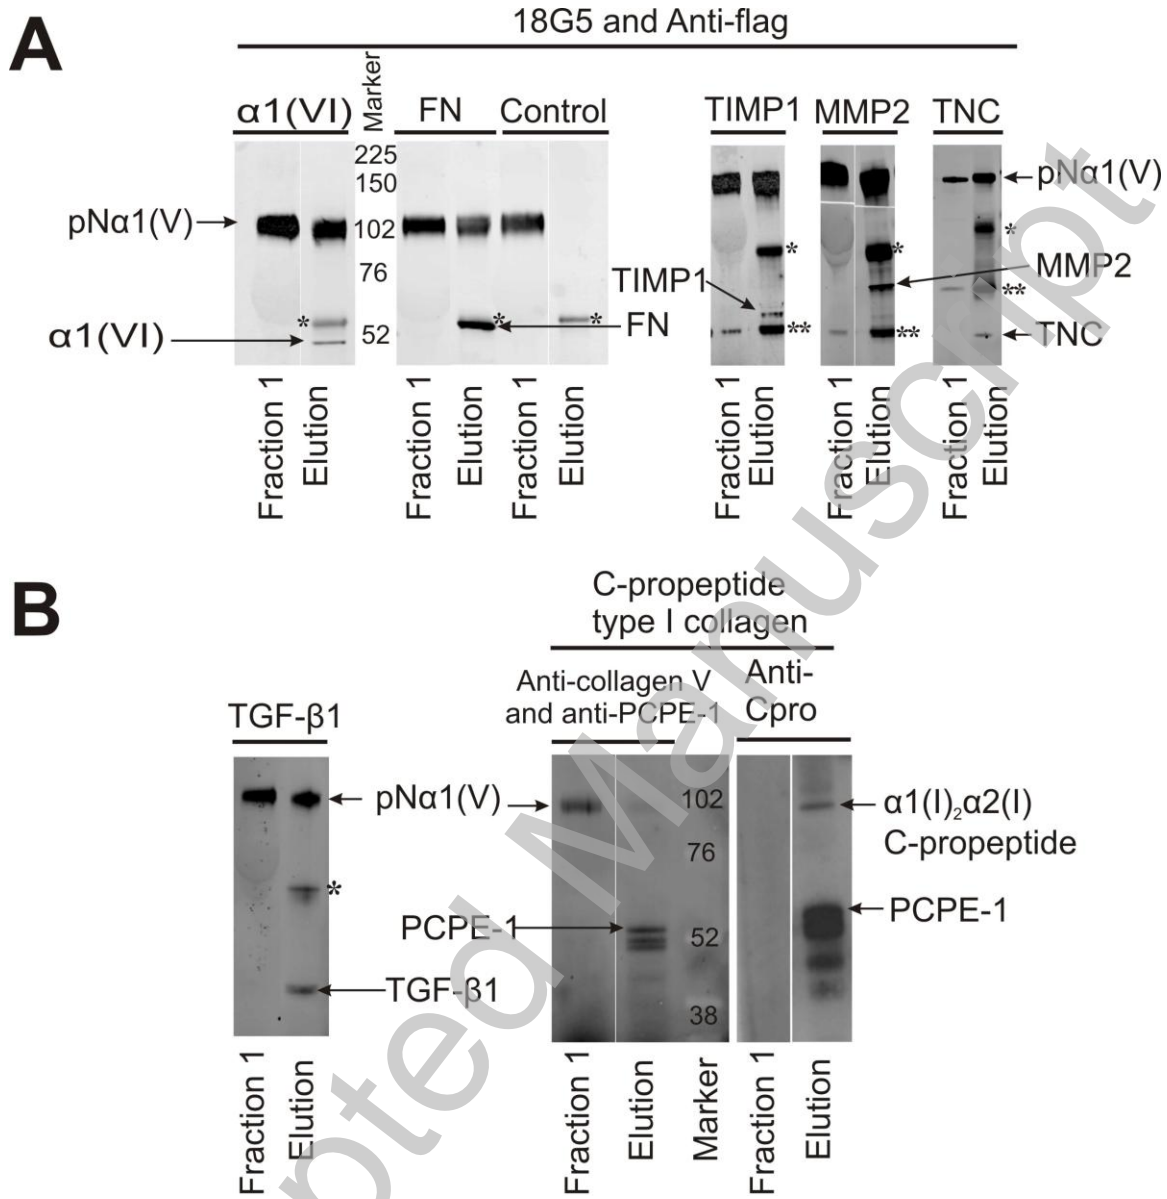 A
18G5 and Anti-flag
α1(VI)
Marker
FN
Control
TIMP1
MMP2
TNC
225
150
102
76
52
pNα1(V)
pNα1(V)
*
*
*
*
*
*
**
**
**
α1(VI)
TIMP1
FN
MMP2
TNC
Fraction 1
Elution
Fraction 1
Elution
Fraction 1
Elution
Fraction 1
Elution
Fraction 1
Elution
Fraction 1
Elution
B
C-propeptide
type I collagen
Anti-collagen V
and anti-PCPE-1
Anti-
Cpro
TGF-β1
pNα1(V)
102
76
52
38
α1(I)₂α2(I)
C-propeptide
*
PCPE-1
PCPE-1
TGF-β1
Fraction 1
Elution
Fraction 1
Elution
Marker
Fraction 1
Elution
pted Manuscript